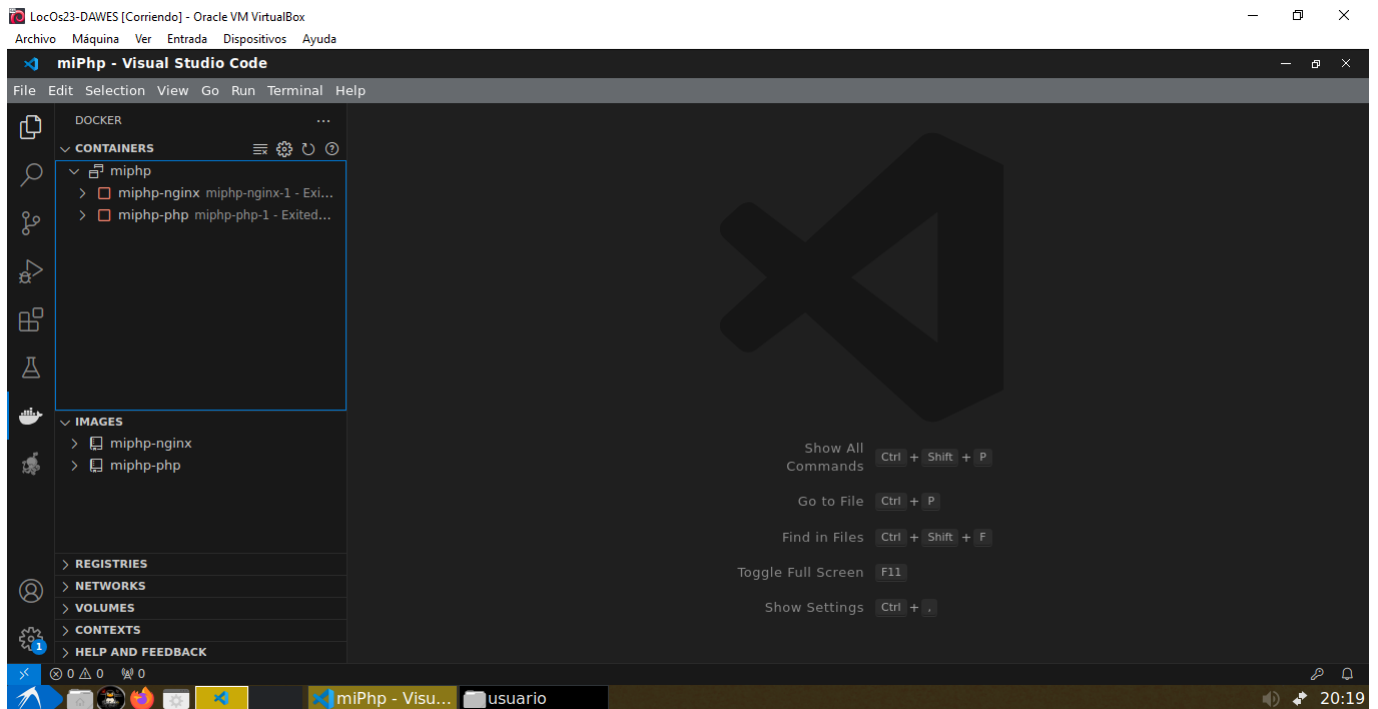 LocOs23-DAWES [Corriendo] - Oracle VM VirtualBox
Archivo Máquina Ver Entrada Dispositivos Ayuda
miPhp - Visual Studio Code
File Edit Selection View Go Run Terminal Help
DOCKER
CONTAINERS
miphp
miphp-nginx miphp-nginx-1 - Exi...
miphp-php miphp-php-1 - Exited...
IMAGES
miphp-nginx
miphp-php
REGISTRIES
NETWORKS
VOLUMES
CONTEXTS
HELP AND FEEDBACK
1
Show All Commands Ctrl + Shift + P
Go to File Ctrl + P
Find in Files Ctrl + Shift + F
Toggle Full Screen F11
Show Settings Ctrl + ,
0 0 0
miPhp - Visu... usuario 20:19